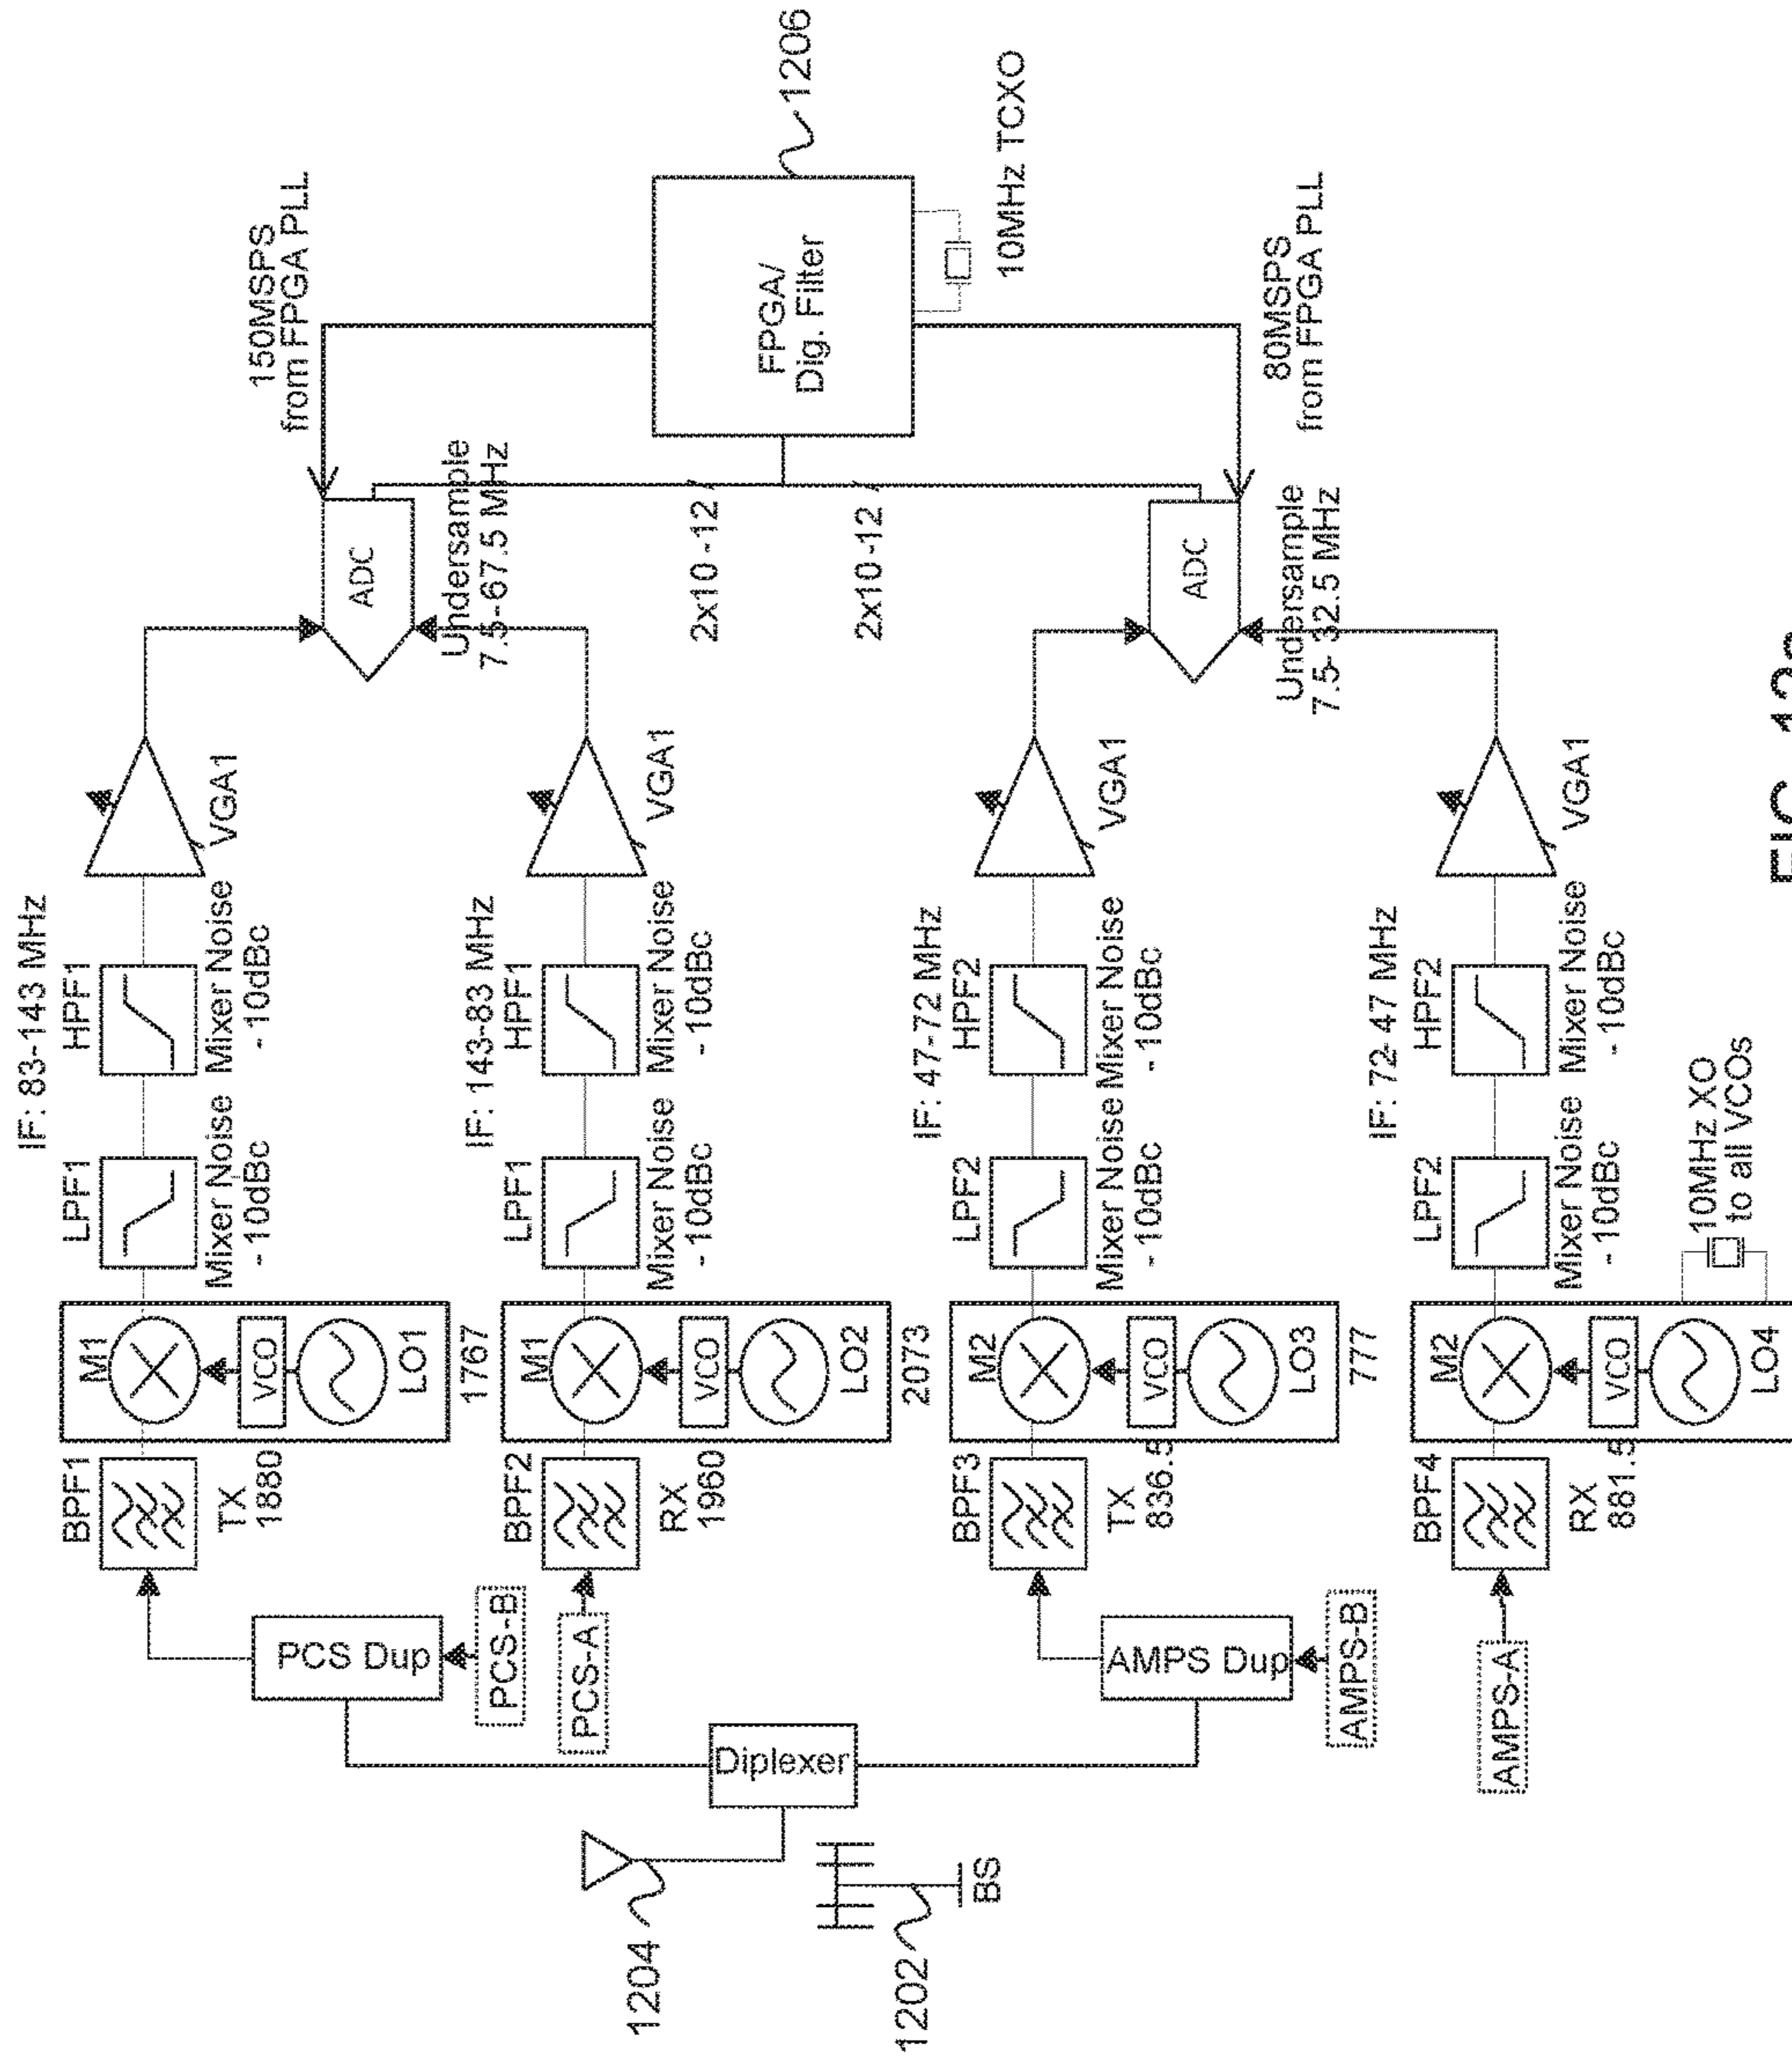 IF: 83-143 MHz
BPF1
M1
LPF1
HPF1
VGA1
TX
1880
VCO
LO1
1767
Mixer Noise
- 10dBc
Mixer Noise
- 10dBc
150MSPS
from FPGA PLL
PCS Dup
PCS-B
IF: 143-83 MHz
BPF2
M1
LPF1
HPF1
VGA1
PCS-A
RX
1960
VCO
LO2
2073
Mixer Noise
- 10dBc
Mixer Noise
-10dBc
ADC
Undersample
7.5-67.5 MHz
1204
Diplexer
2x10 -12
2x10 -12
FPGA/
Dig. Filter
1206
10MHz TCXO
1202
BS
IF: 47-72 MHz
BPF3
M2
LPF2
HPF2
VGA1
TX
836.5
VCO
LO3
777
Mixer Noise
- 10dBc
Mixer Noise
- 10dBc
ADC
Undersample
7.5- 32.5 MHz
80MSPS
from FPGA PLL
AMPS Dup
AMPS-B
IF: 72-47 MHz
BPF4
M2
LPF2
HPF2
VGA1
AMPS-A
RX
881.5
VCO
LO4
Mixer Noise
- 10dBc
Mixer Noise
- 10dBc
10MHz XO
to all VCOs